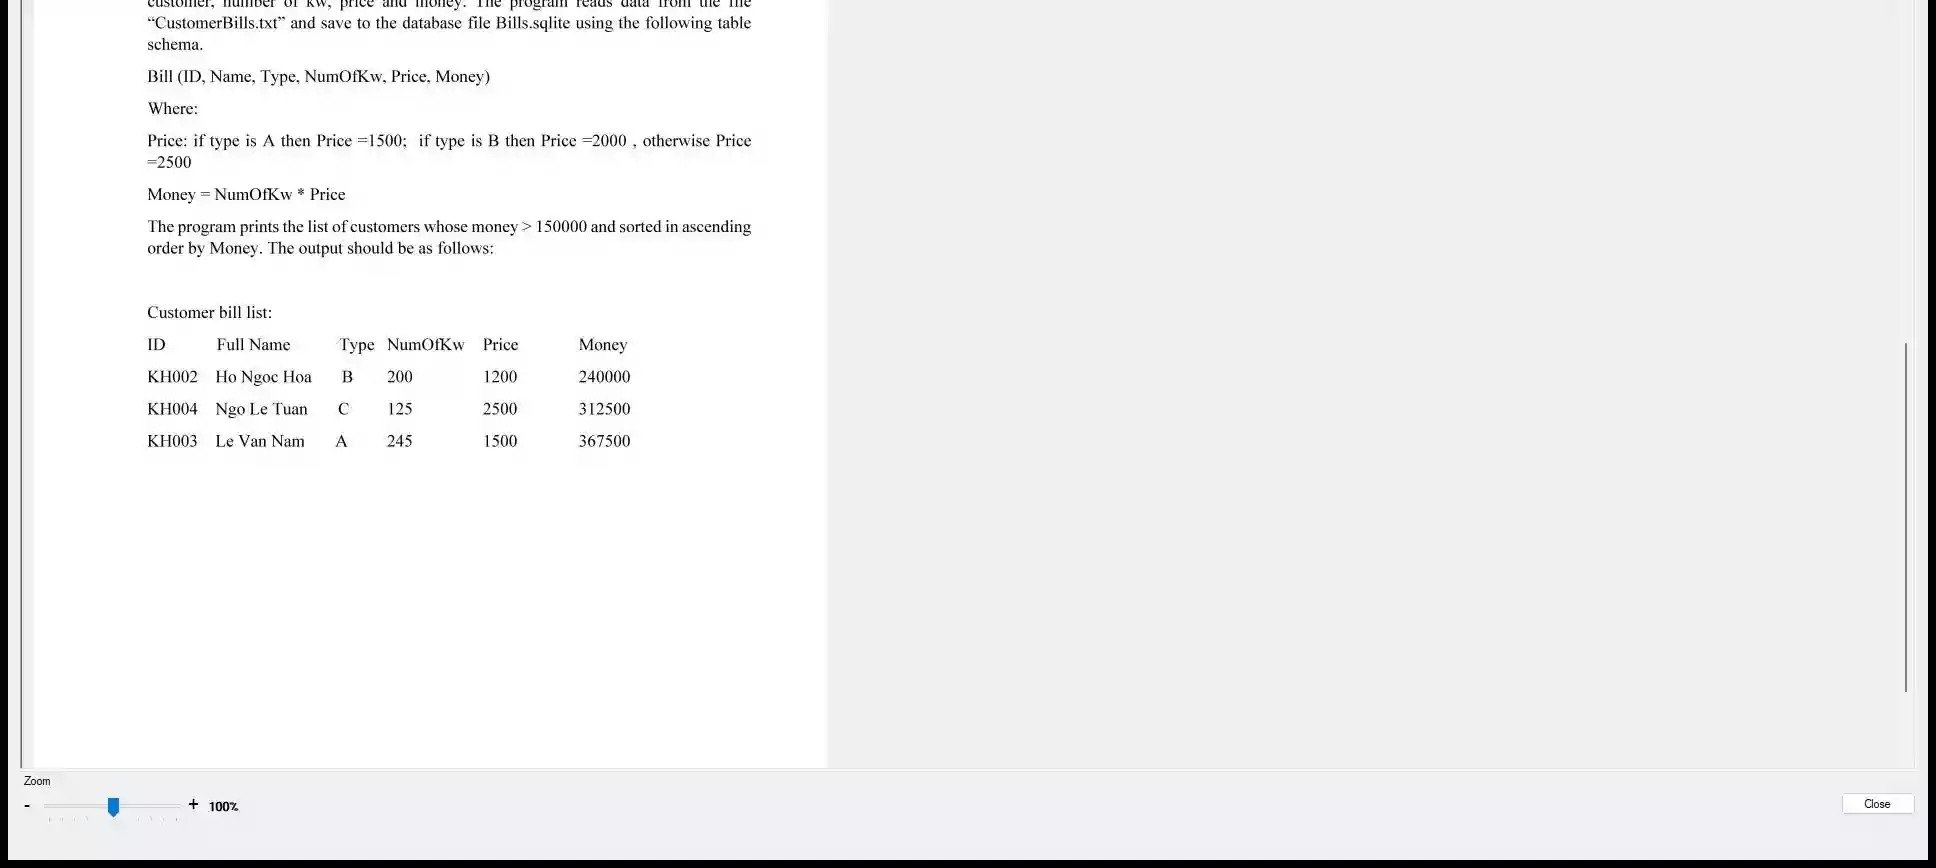 customer, number of kw, price and money. The program reads data from the file
“CustomerBills.txt” and save to the database file Bills.sqlite using the following table
schema.
Bill (ID, Name, Type, NumOfKw, Price, Money)
Where:
Price: if type is A then Price =1500; if type is B then Price =2000 , otherwise Price
=2500
Money = NumOfKw * Price
The program prints the list of customers whose money > 150000 and sorted in ascending
order by Money. The output should be as follows:
Customer bill list:
ID Full Name Type NumOfKw Price Money
KH002 Ho Ngoc Hoa B 200 1200 240000
KH004 Ngo Le Tuan C 125 2500 312500
KH003 Le Van Nam A 245 1500 367500
Zoom
- + 100%
Close